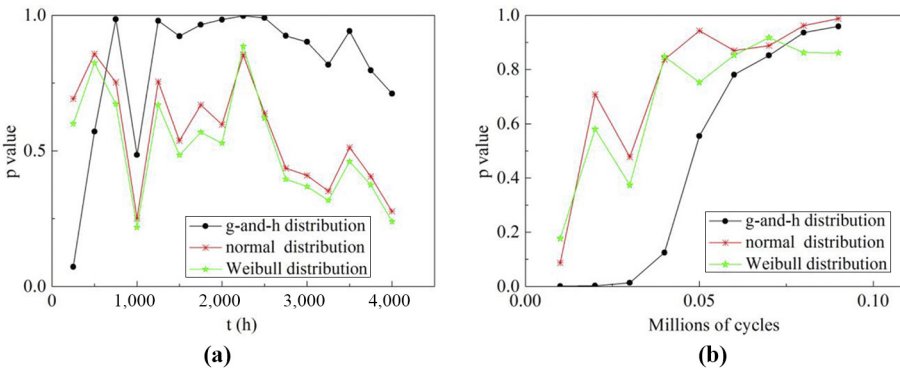 1.0
0.5
0.0
p value
0
1,000
2,000
3,000
4,000
t (h)
g-and-h distribution
normal distribution
Weibull distribution
(a)
1.0
0.8
0.6
0.4
0.2
0.0
p value
0.00
0.05
0.10
Millions of cycles
g-and-h distribution
normal distribution
Weibull distribution
(b)